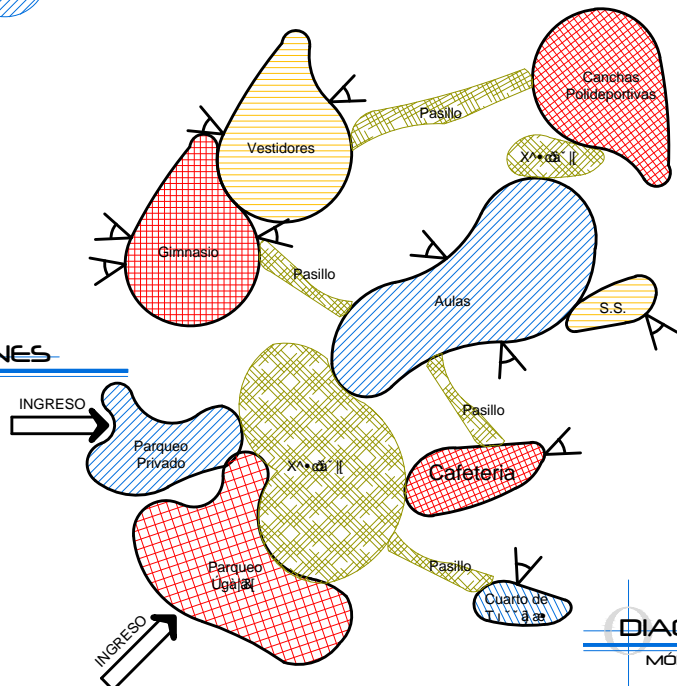 Canchas
Polideportivas
Pasillo
Vestidores
Gimnasio
Pasillo
Aulas
S.S.
NES
INGRESO
Parqueo
Privado
Pasillo
Cafeteria
Parqueo
Pasillo
Cuarto de
INGRESO
DIAG
MÓ